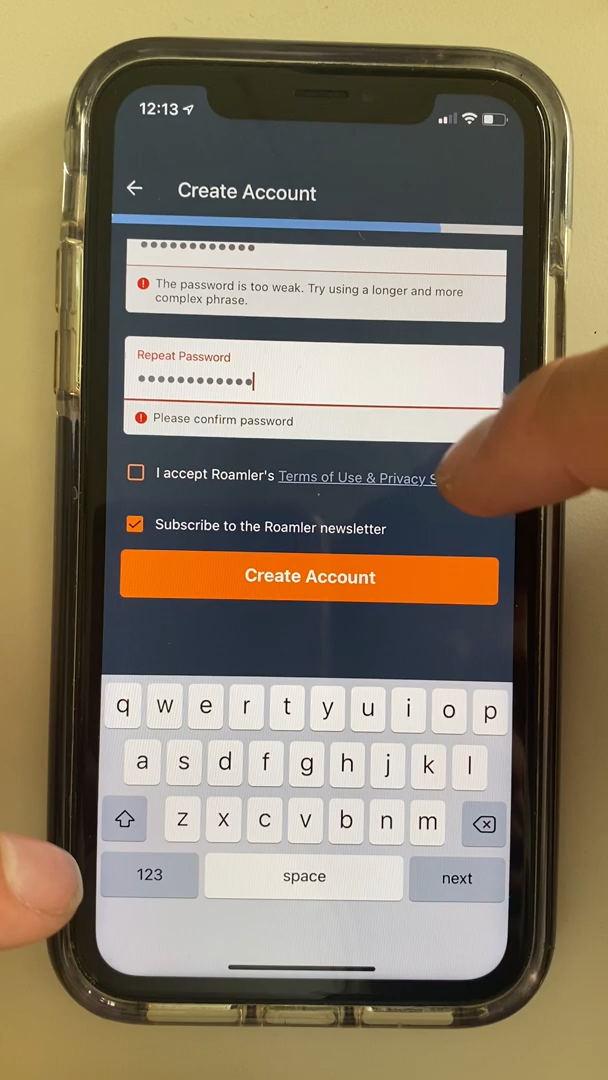 12:13
Create Account
••••••••••••
The password is too weak. Try using a longer and more
complex phrase.
Repeat Password
••••••••••••
Please confirm password
I accept Roamler's Terms of Use & Privacy
Subscribe to the Roamler newsletter
Create Account
q w e r t y u i o p
a s d f g h j k l
z x c v b n m
123 space next